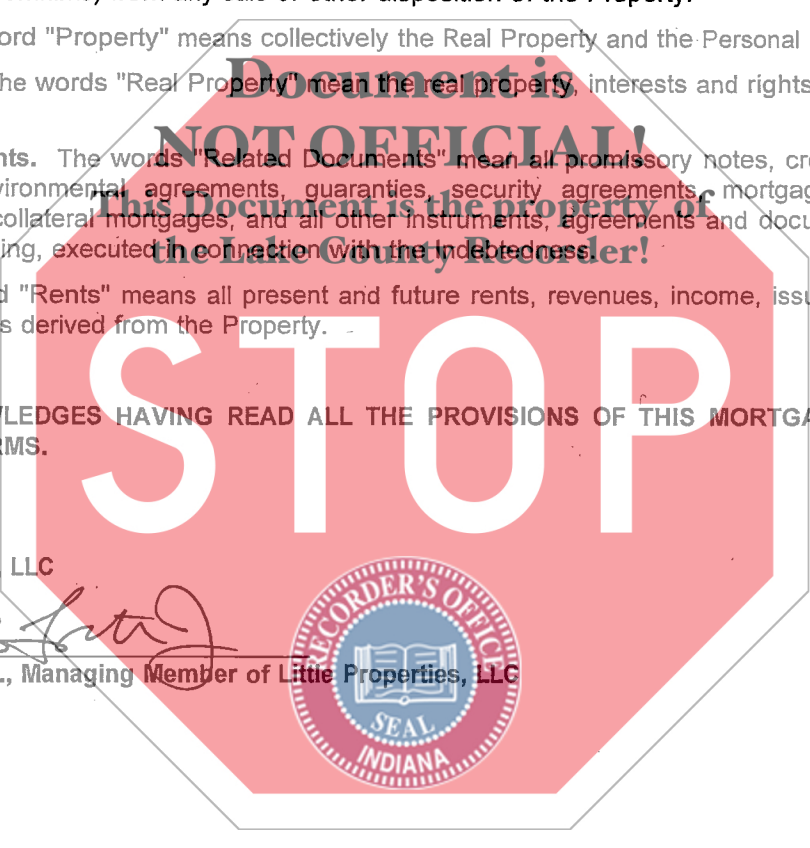 ord "Property" means collectively the Real Property and the Personal
he words "Real Property" mean the real property, interests and rights
Document is
NOT OFFICIAL!
This Document is the property of
the Lake County Recorder!
nts. The words "Related Documents" mean all promissory notes, cre
vironmental agreements, guaranties, security agreements, mortgag
collateral mortgages, and all other instruments, agreements and docu
ing, executed in connection with the Indebtedness.
d "Rents" means all present and future rents, revenues, income, issu
s derived from the Property.
STOP
LEDGES HAVING READ ALL THE PROVISIONS OF THIS MORTGA
RMS.
, LLC
., Managing Member of Little Properties, LLC
RECORDER'S OFFICE
SEAL
INDIANA